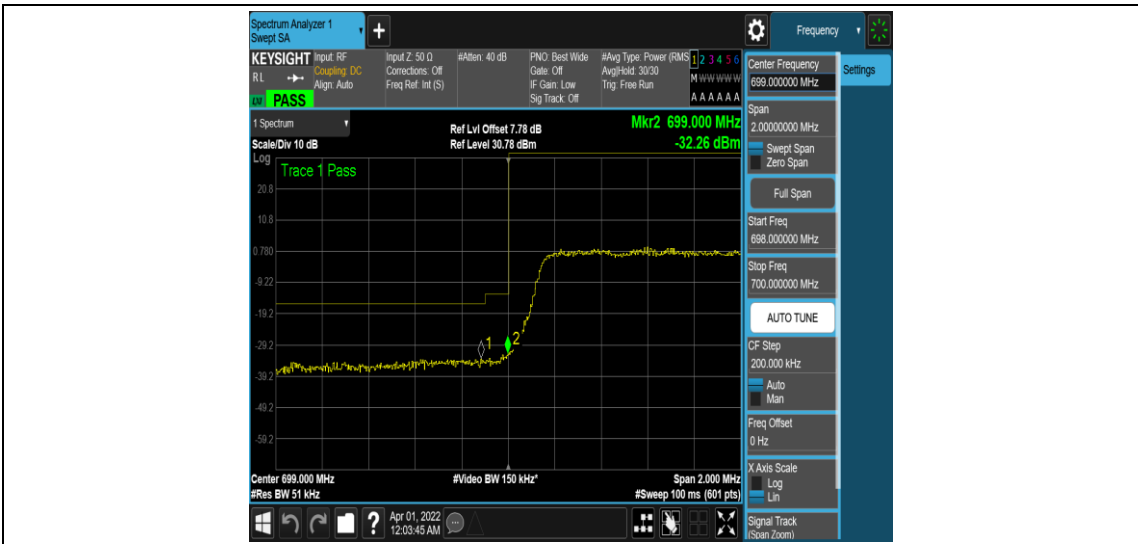 Spectrum Analyzer 1
Swept SA
Frequency
KEYSIGHT
R L
LXI
PASS
Input: RF
Coupling: DC
Align: Auto
Input Z: 50 Ω
Corrections: Off
Freq Ref: Int (S)
#Atten: 40 dB
PNO: Best Wide
Gate: Off
IF Gain: Low
Sig Track: Off
#Avg Type: Power (RMS
Avg|Hold: 30/30
Trig: Free Run
1 2 3 4 5 6
M W W W W W
A A A A A A
Center Frequency
699.000000 MHz
Settings
Span
2.00000000 MHz
Swept Span
Zero Span
Full Span
Start Freq
698.000000 MHz
Stop Freq
700.000000 MHz
AUTO TUNE
CF Step
200.000 kHz
Auto
Man
Freq Offset
0 Hz
X Axis Scale
Log
Lin
Signal Track
(Span Zoom)
1 Spectrum
Scale/Div 10 dB
Ref Lvl Offset 7.78 dB
Ref Level 30.78 dBm
Mkr2 699.000 MHz
-32.26 dBm
Log
Trace 1 Pass
20.8
10.8
0.780
-9.22
-19.2
-29.2
-39.2
-49.2
-59.2
1
2
Center 699.000 MHz
#Res BW 51 kHz
#Video BW 150 kHz*
Span 2.000 MHz
#Sweep 100 ms (601 pts)
?
Apr 01, 2022
12:03:45 AM